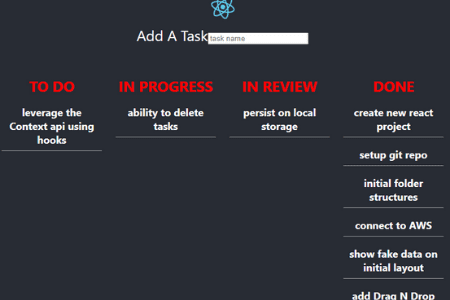 Add A Task
task name
TO DO
leverage the
Context api using
hooks
IN PROGRESS
ability to delete
tasks
IN REVIEW
persist on local
storage
DONE
create new react
project
setup git repo
initial folder
structures
connect to AWS
show fake data on
initial layout
add Drag N Drop